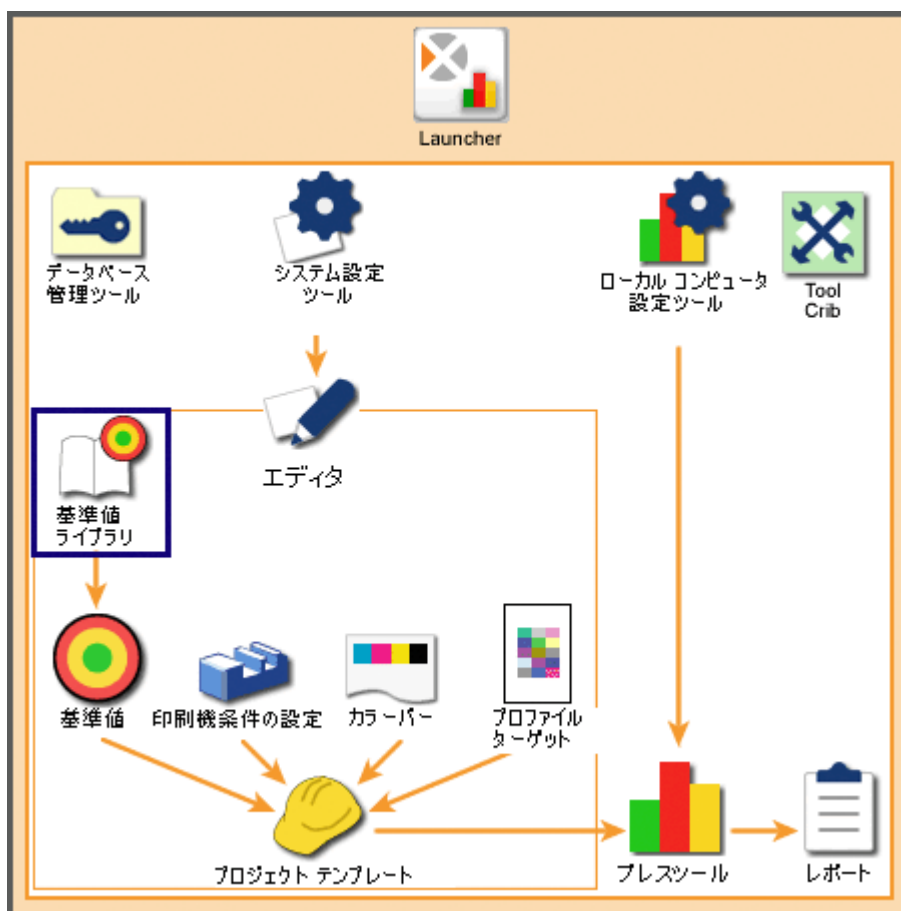 Launcher
データベース
管理ツール
システム設定
ツール
ローカル コンピュータ
設定ツール
Tool
Crib
エディタ
基準値
ライブラリ
基準値
印刷機条件の設定
カラーバー
プロファイル
ターゲット
プロジェクト テンプレート
プレスツール
レポート